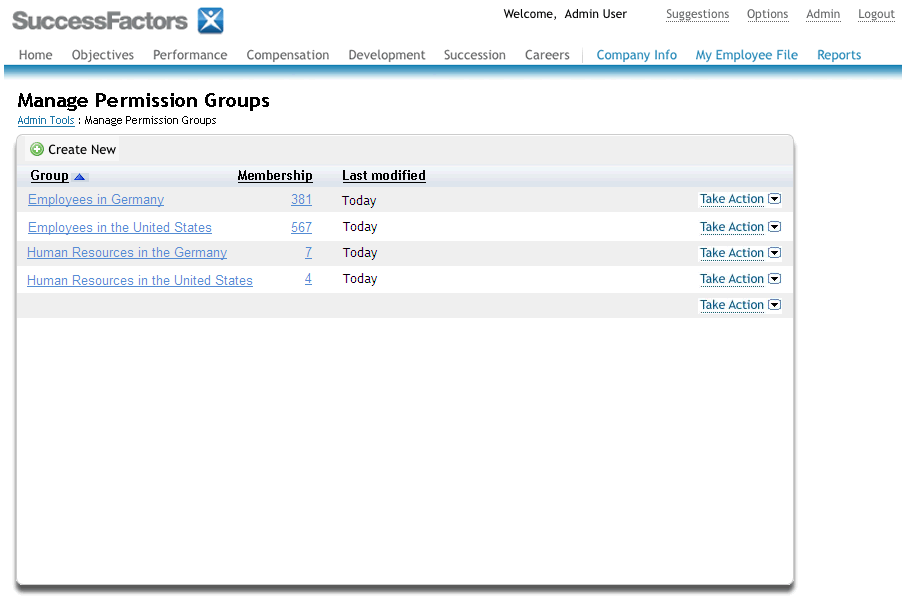 SuccessFactors Welcome, Admin User Suggestions Options Admin Logout
Home Objectives Performance Compensation Development Succession Careers Company Info My Employee File Reports
Manage Permission Groups
Admin Tools : Manage Permission Groups
Create New
Group Membership Last modified
Employees in Germany 381 Today Take Action
Employees in the United States 567 Today Take Action
Human Resources in the Germany 7 Today Take Action
Human Resources in the United States 4 Today Take Action
Take Action